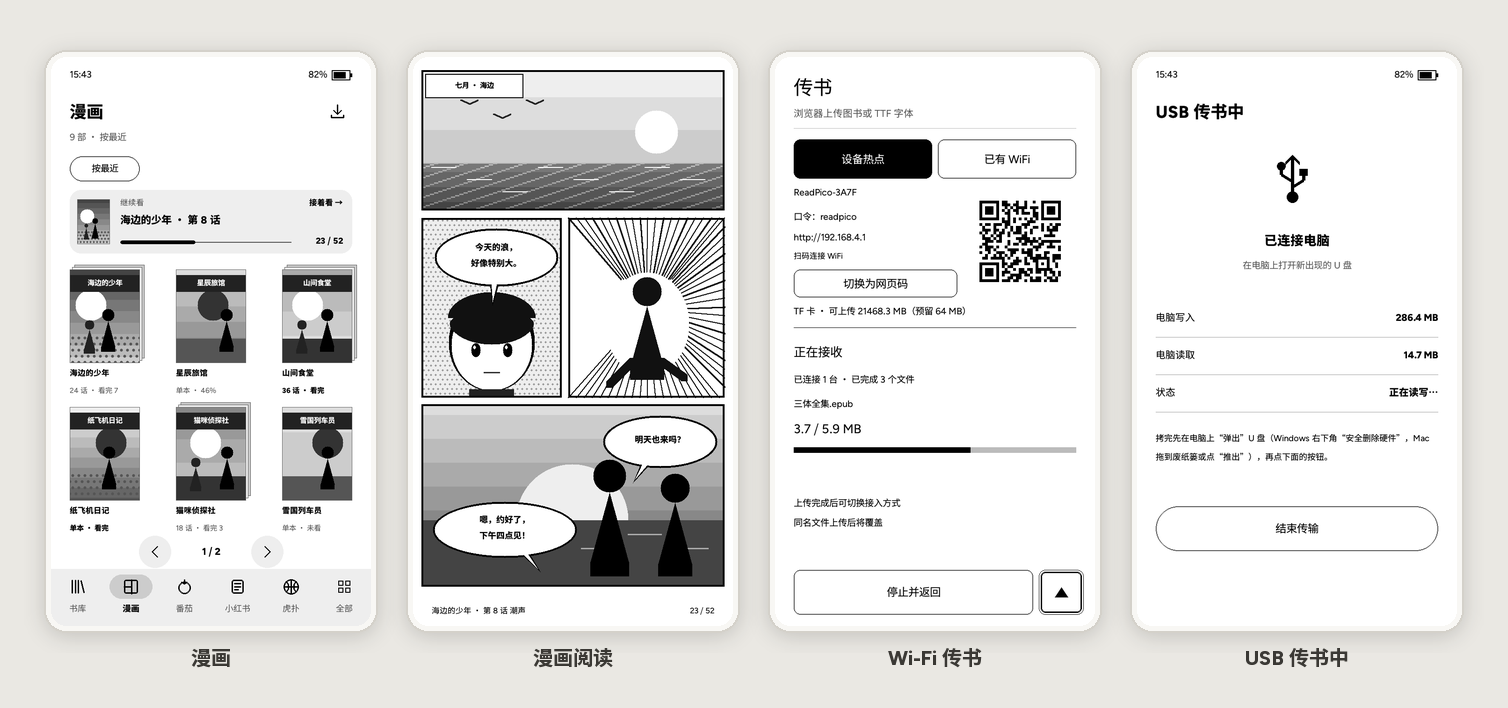 15:43
82%
漫画
9 部 · 按最近
按最近
继续看
接着看 →
海边的少年 · 第 8 话
23 / 52
海边的少年
星辰旅馆
山间食堂
海边的少年
星辰旅馆
山间食堂
24 话 · 看完 7
单本 · 46%
36 话 · 看完
纸飞机日记
猫咪侦探社
雪国列车员
纸飞机日记
猫咪侦探社
雪国列车员
单本 · 看完
18 话 · 看完 3
单本 · 未看
1 / 2
书库
漫画
番茄
小红书
虎扑
全部
漫画
七月 · 海边
今天的浪，
好像特别大。
明天也来吗？
嗯，约好了，
下午四点见！
海边的少年 · 第 8 话 潮声
23 / 52
漫画阅读
传书
浏览器上传图书或 TTF 字体
设备热点
已有 WiFi
ReadPico-3A7F
口令：readpico
http://192.168.4.1
扫码连接 WiFi
切换为网页码
TF 卡 · 可上传 21468.3 MB（预留 64 MB）
正在接收
已连接 1 台 · 已完成 3 个文件
三体全集.epub
3.7 / 5.9 MB
上传完成后可切换接入方式
同名文件上传后将覆盖
停止并返回
Wi-Fi 传书
15:43
82%
USB 传书中
已连接电脑
在电脑上打开新出现的 U 盘
电脑写入
286.4 MB
电脑读取
14.7 MB
状态
正在读写…
拷完先在电脑上“弹出”U 盘（Windows 右下角“安全删除硬件”，Mac
拖到废纸篓或点“推出”），再点下面的按钮。
结束传输
USB 传书中